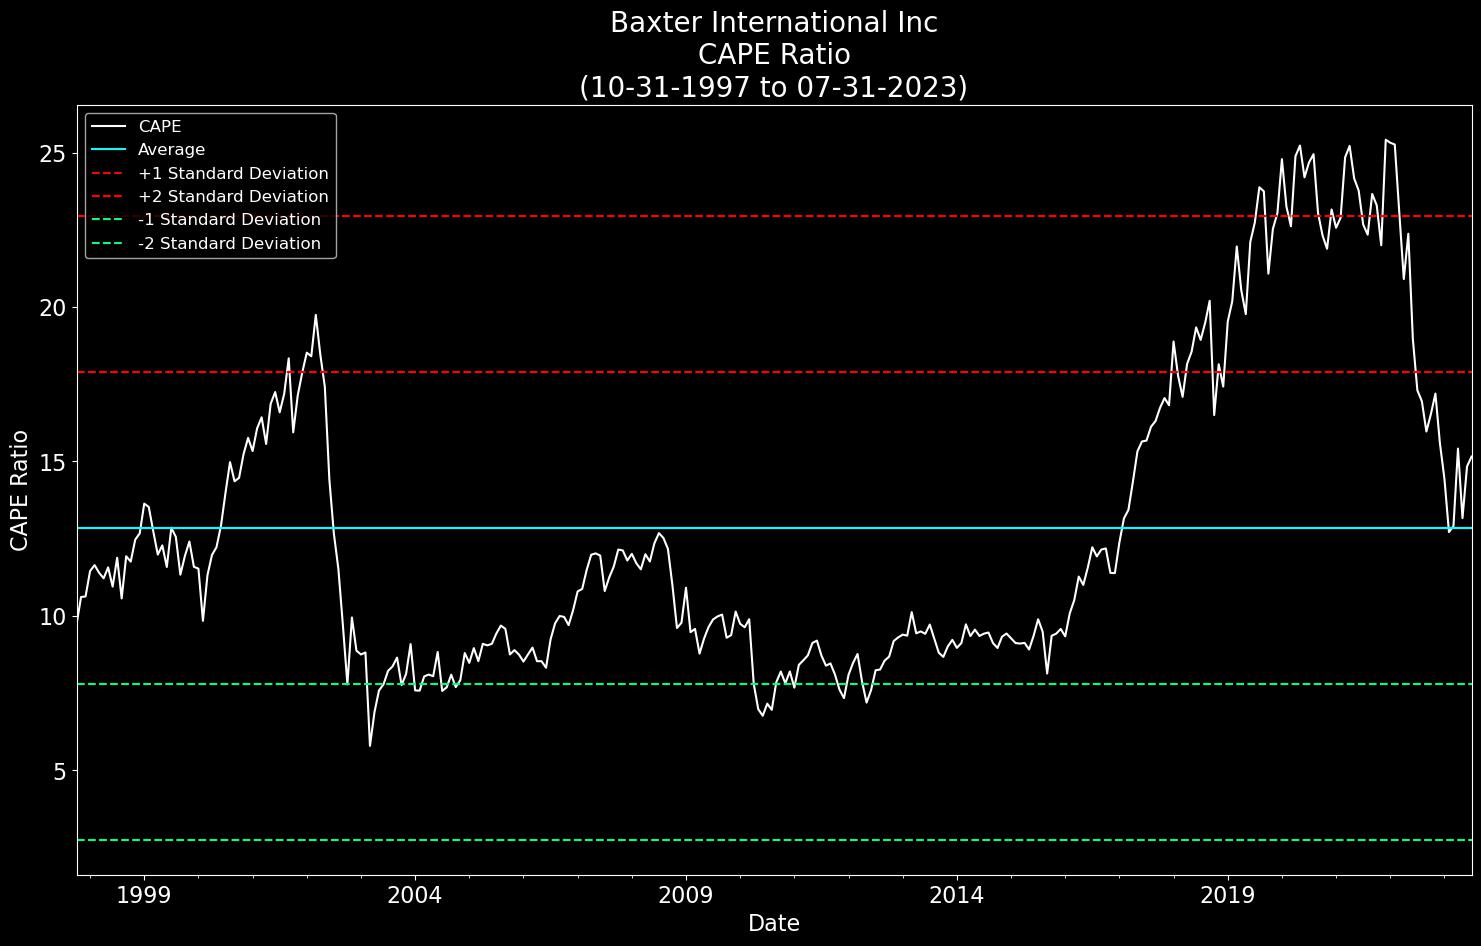 Baxter International Inc
CAPE Ratio
(10-31-1997 to 07-31-2023)
CAPE
Average
+1 Standard Deviation
+2 Standard Deviation
-1 Standard Deviation
-2 Standard Deviation
CAPE Ratio
25
20
15
10
5
1999
2004
2009
2014
2019
Date